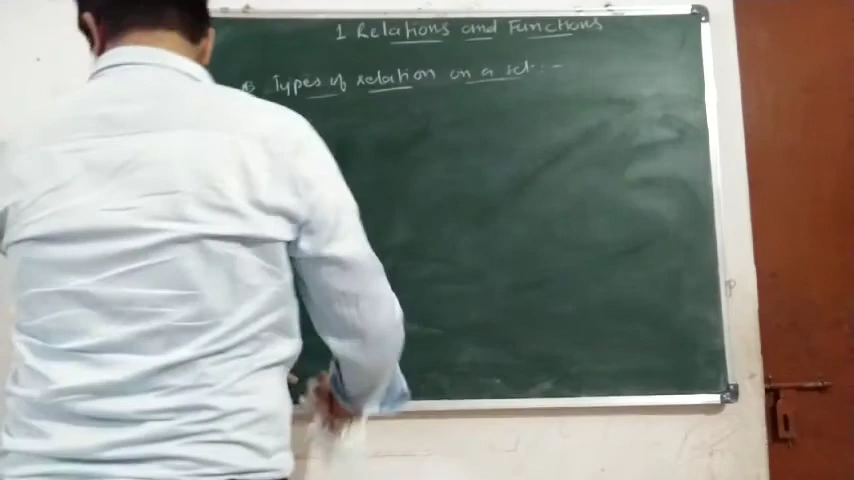 1 Relations and Functions
Types of relation on a set :-